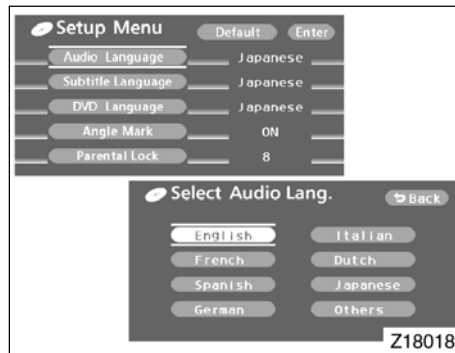 Setup Menu Default Enter
Audio Language Japanese
Subtitle Language Japanese
DVD Language Japanese
Angle Mark ON
Parental Lock 8
Select Audio Lang. Back
English Italian
French Dutch
Spanish Japanese
German Others
Z18018